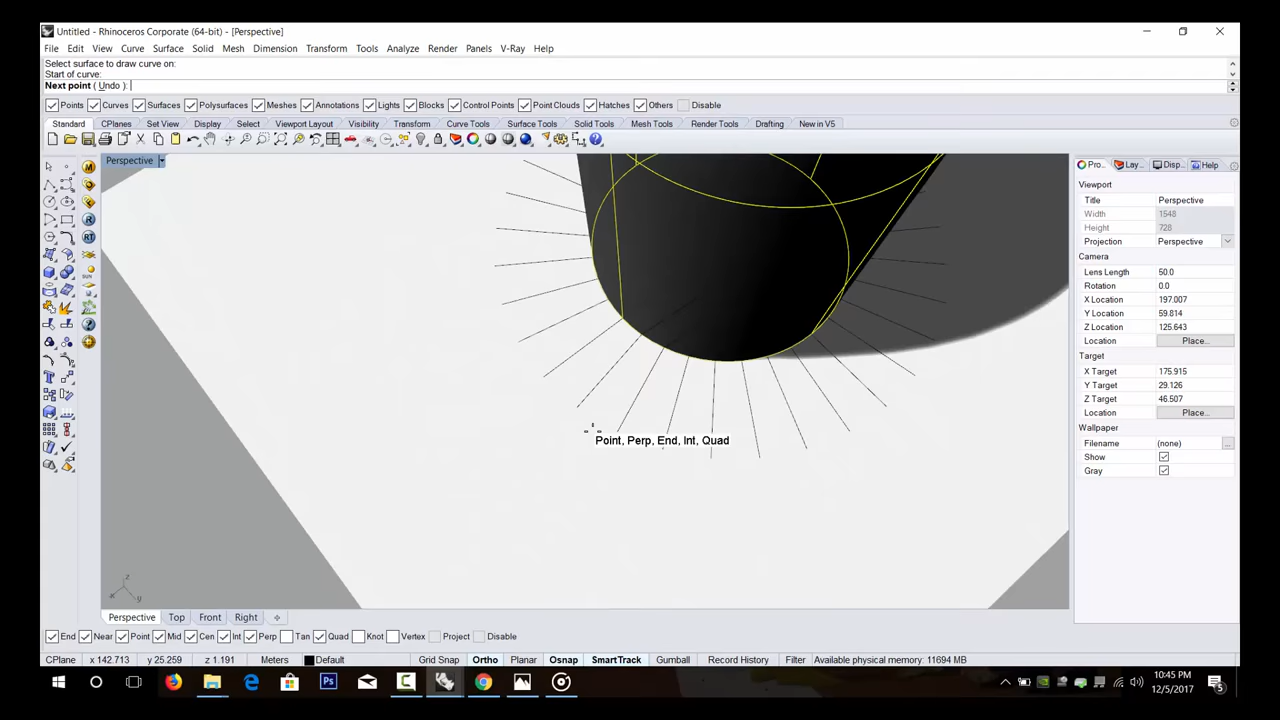 Untitled - Rhinoceros Corporate (64-bit) - [Perspective]
File Edit View Curve Surface Solid Mesh Dimension Transform Tools Analyze Render Panels V-Ray Help
Select surface to draw curve on:
Start of curve:
Next point ( Undo ):
Points Curves Surfaces Polysurfaces Meshes Annotations Lights Blocks Control Points Point Clouds Hatches Others Disable
Standard CPlanes Set View Display Select Viewport Layout Visibility Transform Curve Tools Surface Tools Solid Tools Mesh Tools Render Tools Drafting New in V5
Perspective
Pro... Lay... Disp... Help
Viewport
Title Perspective
Width 1548
Height 728
Projection Perspective
Camera
Lens Length 50.0
Rotation 0.0
X Location 197.007
Y Location 59.814
Z Location 125.643
Location Place...
Target
X Target 175.915
Y Target 29.126
Z Target 46.507
Location Place...
Wallpaper
Filename (none) ...
Show
Gray
Point, Perp, End, Int, Quad
z
x y
Perspective Top Front Right
End Near Point Mid Cen Int Perp Tan Quad Knot Vertex Project Disable
CPlane x 142.713 y 25.259 z 1.191 Meters Default Grid Snap Ortho Planar Osnap SmartTrack Gumball Record History Filter Available physical memory: 11694 MB
10:45 PM
12/5/2017
5